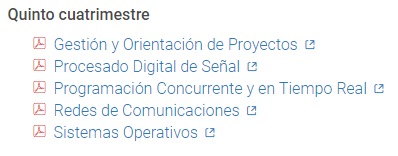 Quinto cuatrimestre
Gestión y Orientación de Proyectos
Procesado Digital de Señal
Programación Concurrente y en Tiempo Real
Redes de Comunicaciones
Sistemas Operativos